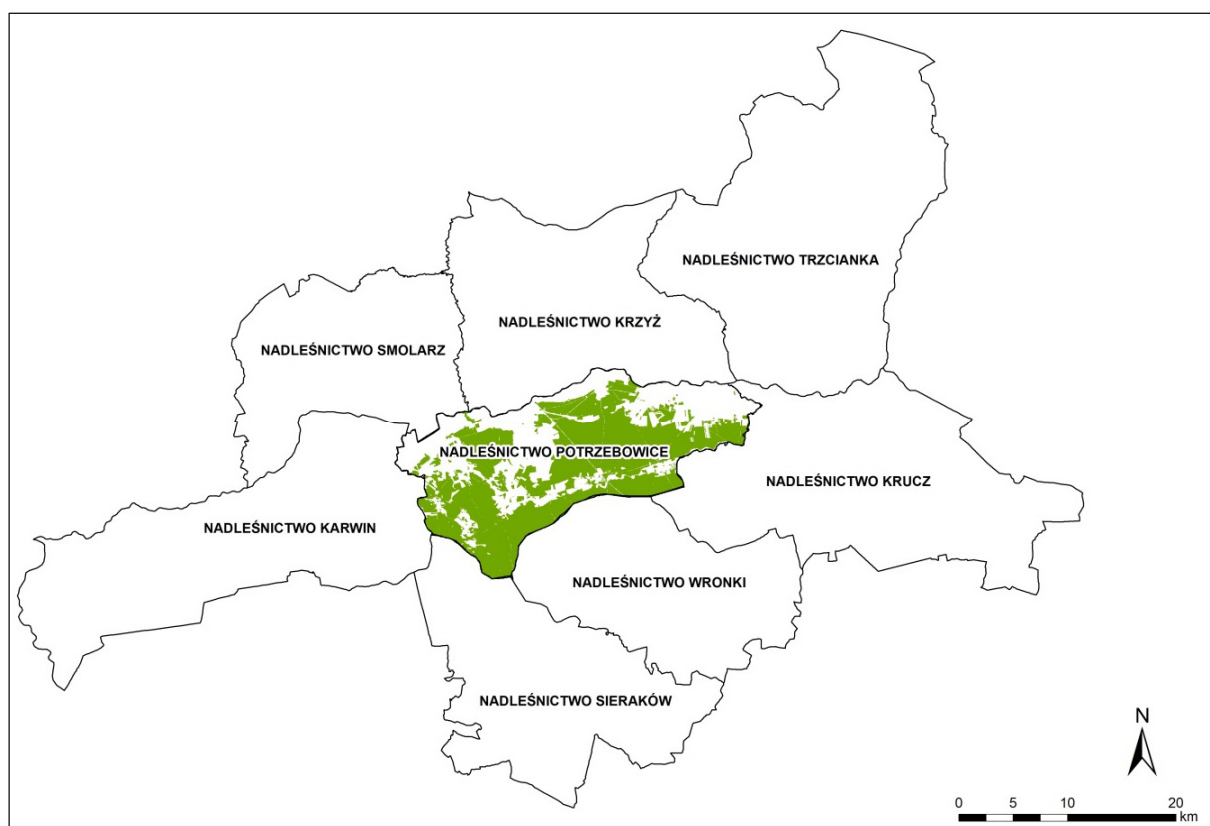 NADLEŚNICTWO TRZCIANKA
NADLEŚNICTWO KRZYŻ
NADLEŚNICTWO SMOLARZ
NADLEŚNICTWO POTRZEBOWICE
NADLEŚNICTWO KRUCZ
NADLEŚNICTWO KARWIN
NADLEŚNICTWO WRONKI
NADLEŚNICTWO SIERAKÓW
N
0 5 10 20
km